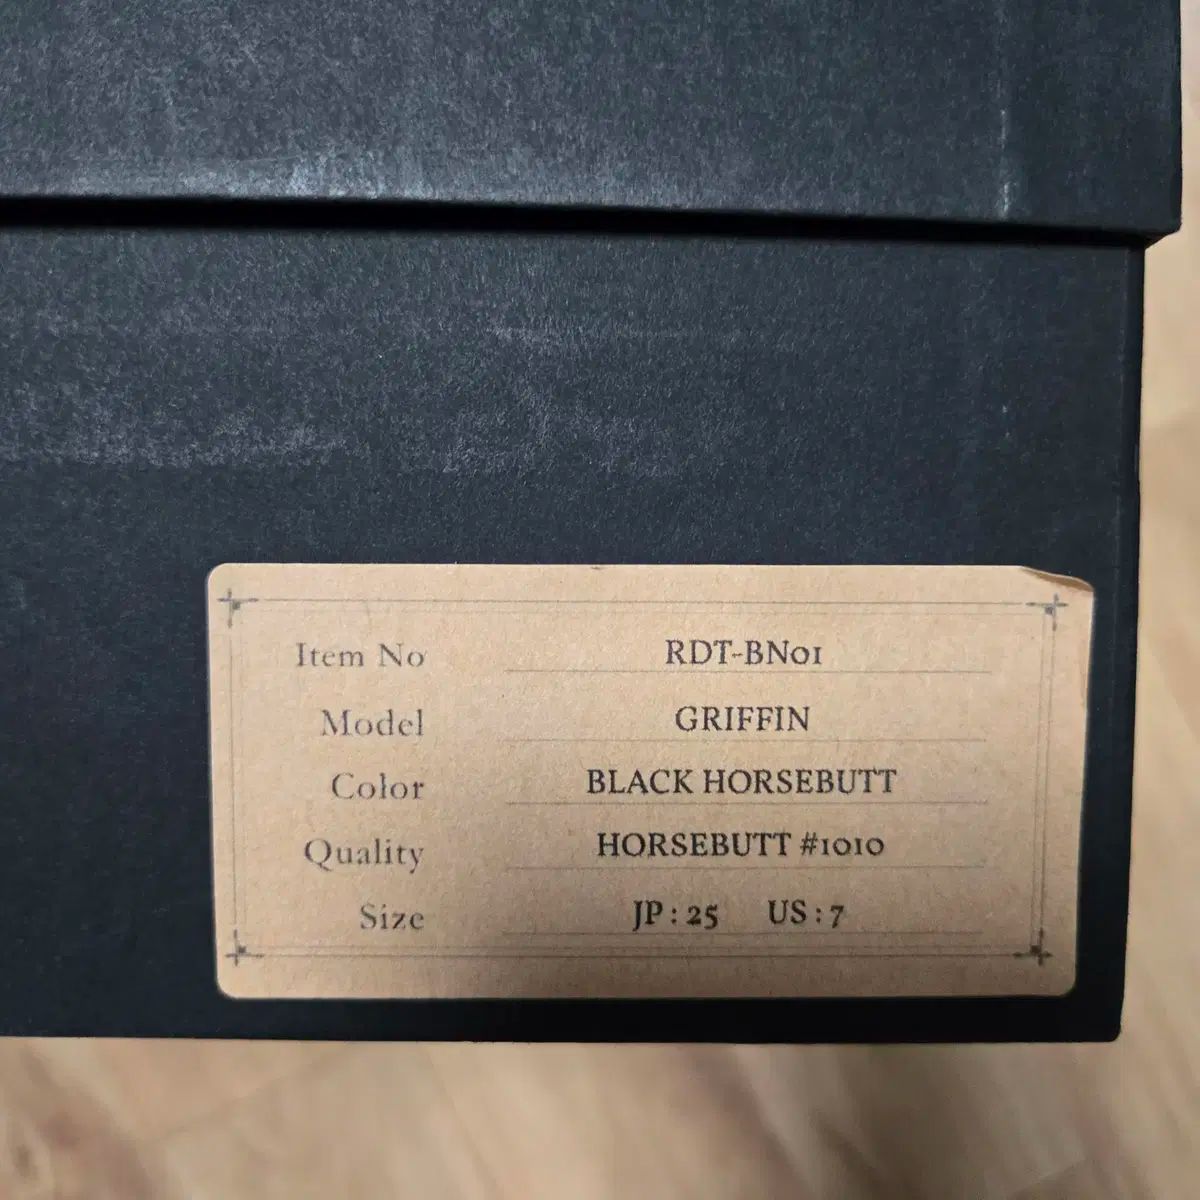 Item No RDT-BN01
Model GRIFFIN
Color BLACK HORSEBUTT
Quality HORSEBUTT #1010
Size JP : 25 US : 7